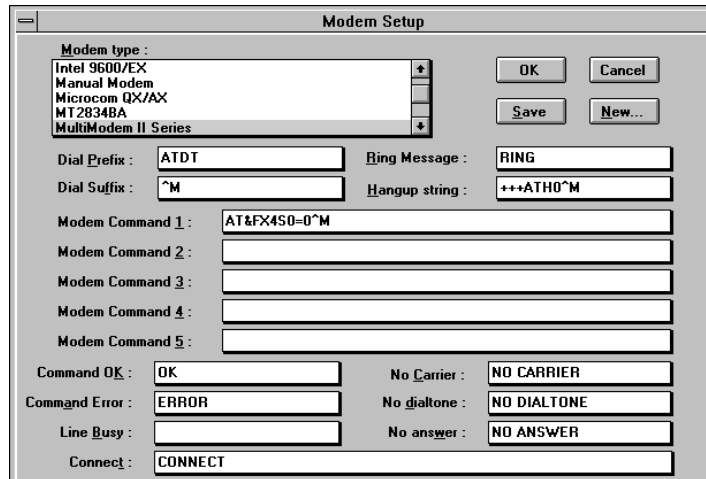 Modem Setup
Modem type :
Intel 9600/EX
Manual Modem
Microcom QX/AX
MT2834BA
MultiModem II Series
OK
Cancel
Save
New...
Dial Prefix : ATDT
Ring Message : RING
Dial Suffix : ^M
Hangup string : +++ATH0^M
Modem Command 1 : AT&FX4S0=0^M
Modem Command 2 :
Modem Command 3 :
Modem Command 4 :
Modem Command 5 :
Command OK : OK
No Carrier : NO CARRIER
Command Error : ERROR
No dialtone : NO DIALTONE
Line Busy :
No answer : NO ANSWER
Connect : CONNECT